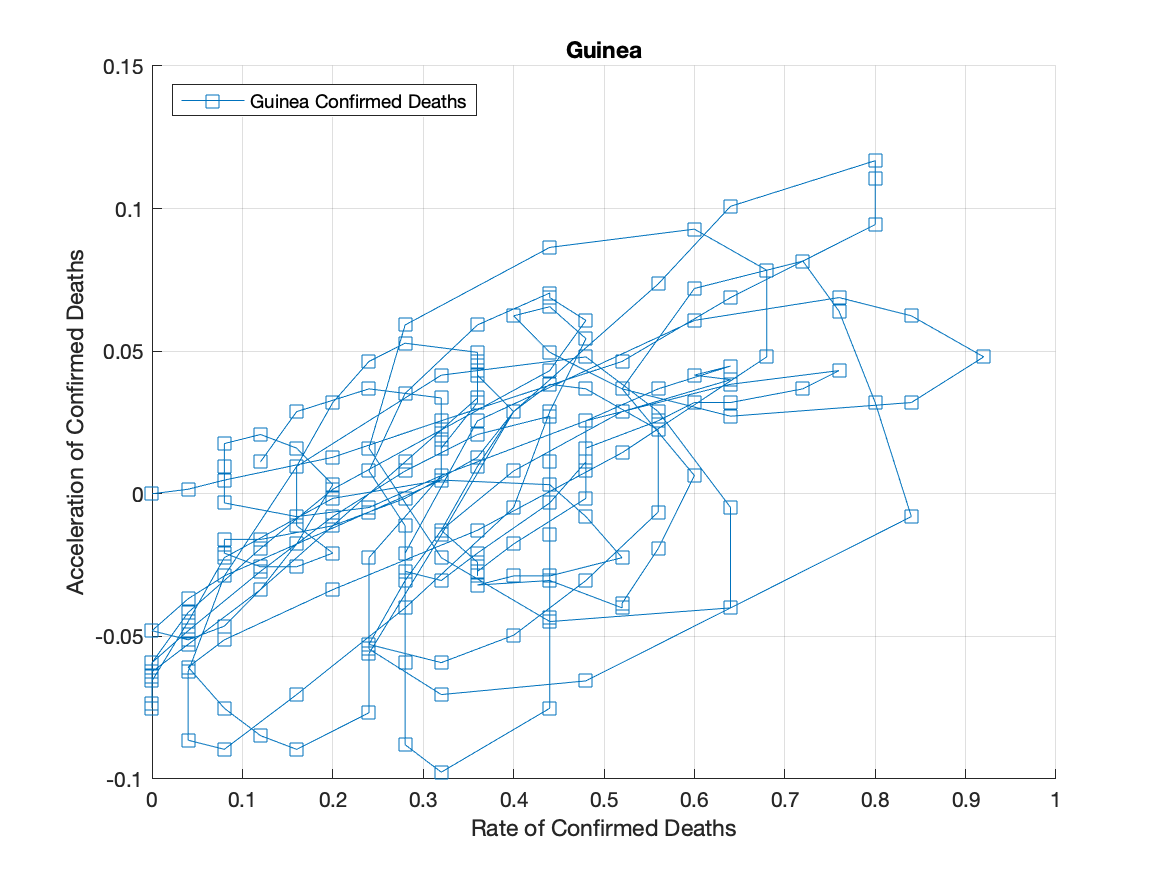 Guinea
0.15
Guinea Confirmed Deaths
0.1
0.05
0
-0.05
-0.1
Acceleration of Confirmed Deaths
0 0.1 0.2 0.3 0.4 0.5 0.6 0.7 0.8 0.9 1
Rate of Confirmed Deaths